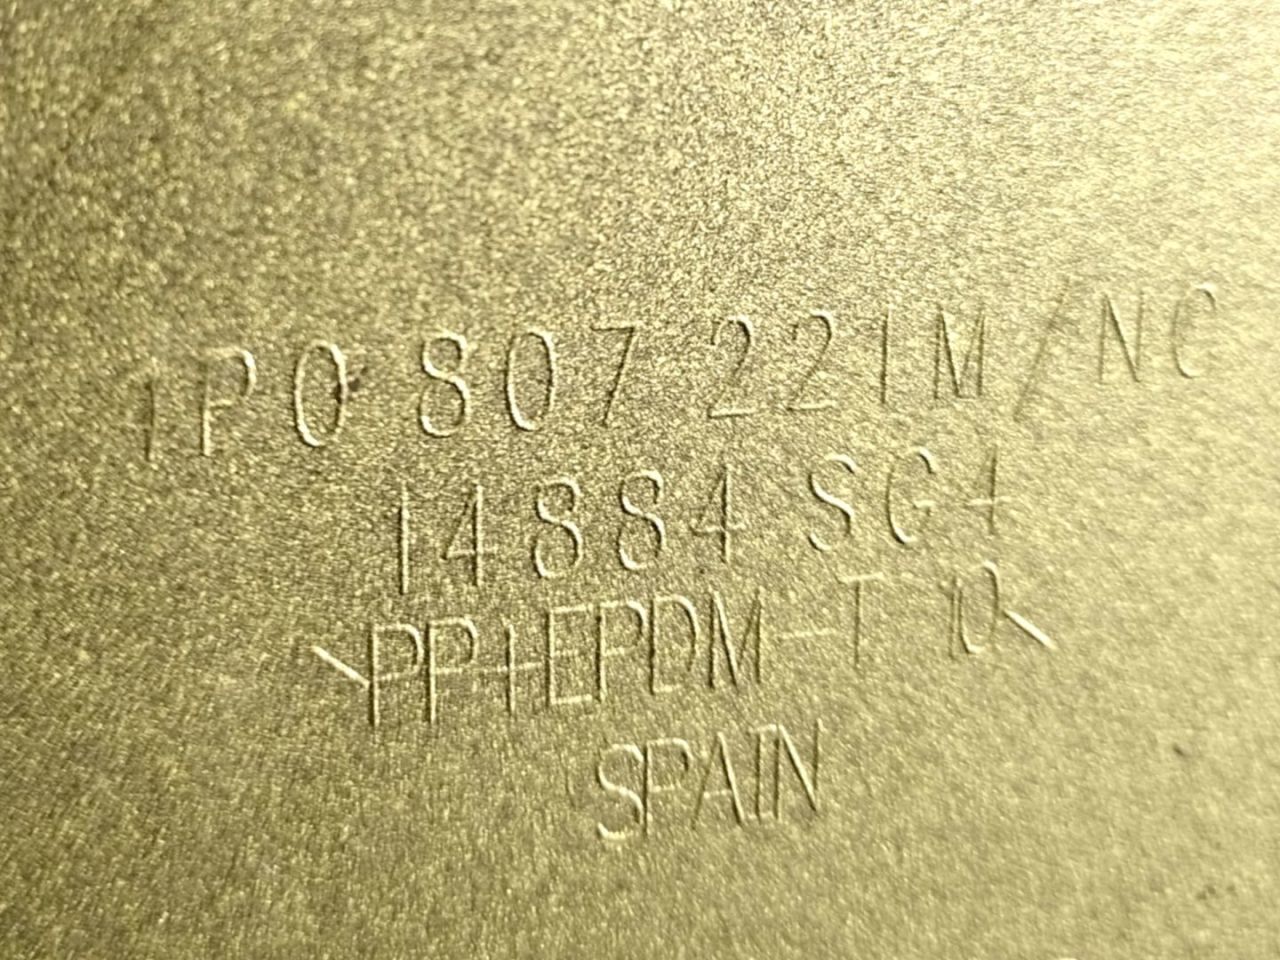 1P0 807 221M/NC
14884 SG4
>PP+EPDM-T 10<
SPAIN